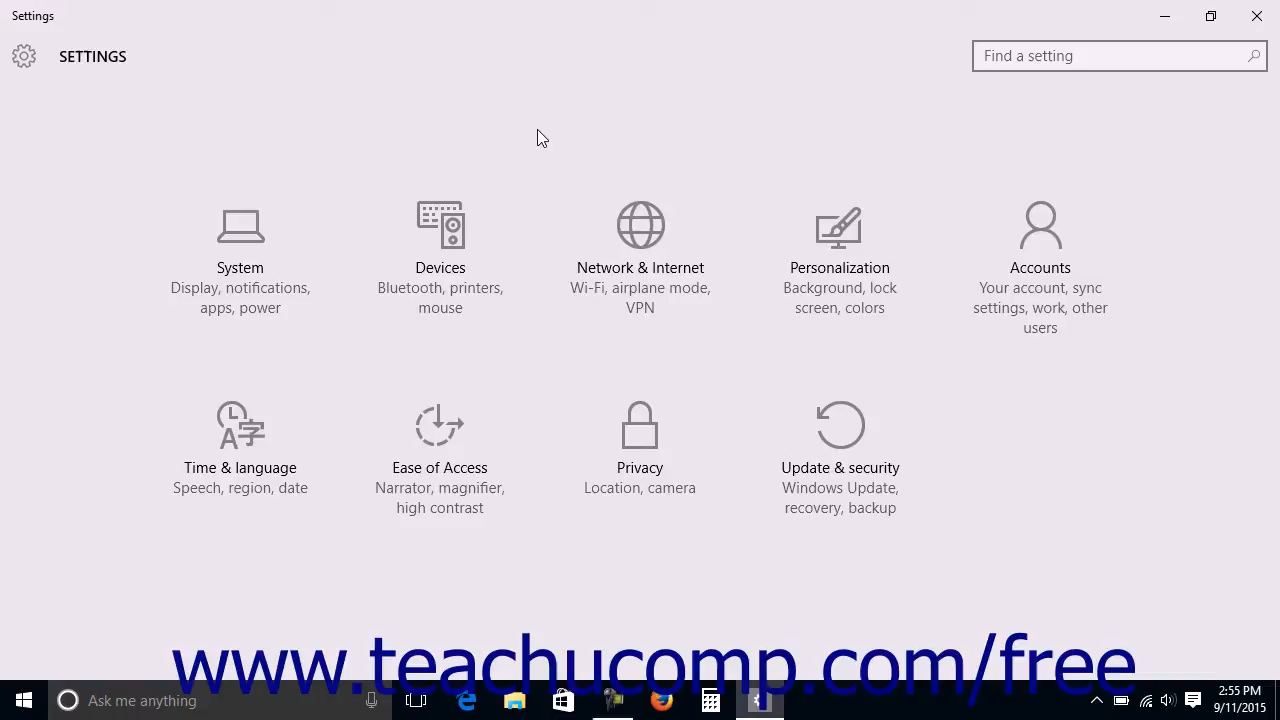 Settings
SETTINGS
Find a setting
System
Display, notifications,
apps, power
Devices
Bluetooth, printers,
mouse
Network & Internet
Wi-Fi, airplane mode,
VPN
Personalization
Background, lock
screen, colors
Accounts
Your account, sync
settings, work, other
users
Time & language
Speech, region, date
Ease of Access
Narrator, magnifier,
high contrast
Privacy
Location, camera
Update & security
Windows Update,
recovery, backup
www.teachucomp.com/free
Ask me anything
2:55 PM
9/11/2015